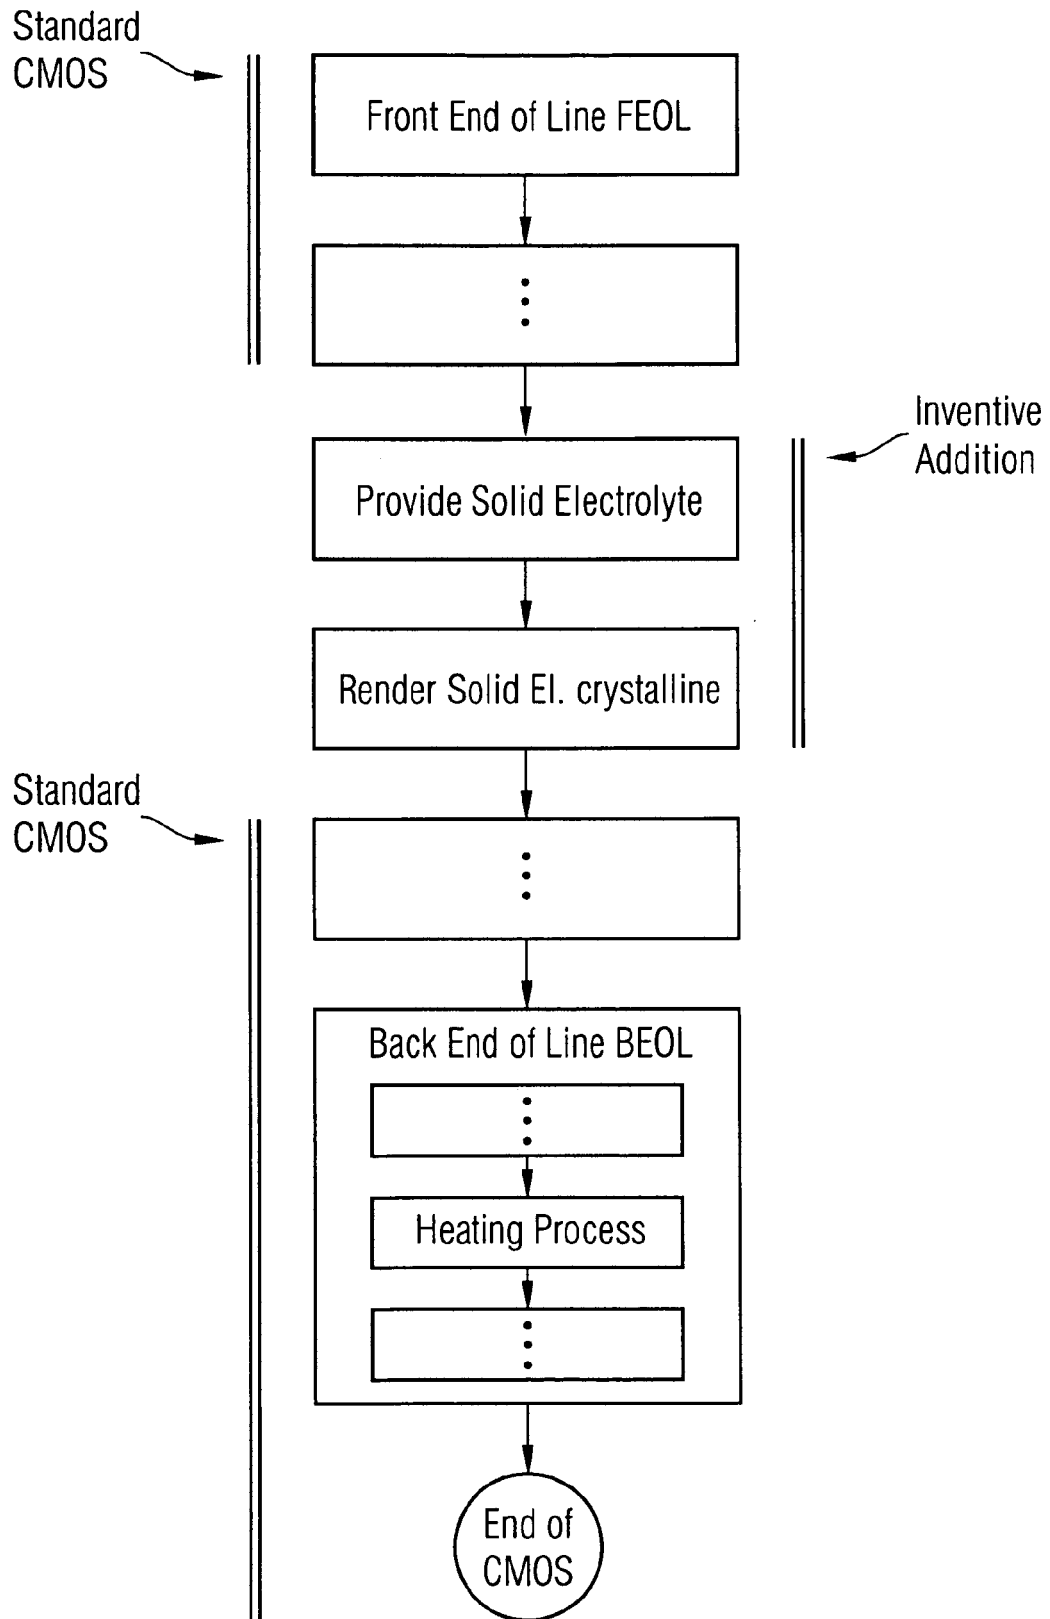 Standard
CMOS
Front End of Line FEOL
Inventive
Addition
Provide Solid Electrolyte
Render Solid El. crystalline
Standard
CMOS
Back End of Line BEOL
Heating Process
End of
CMOS